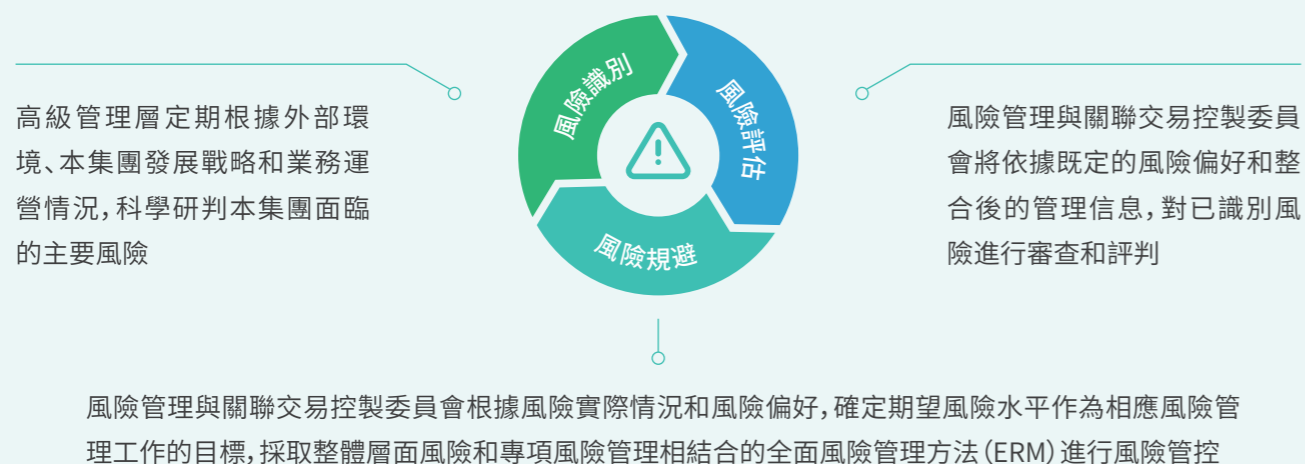 風險識別
風險評估
風險規避
高級管理層定期根據外部環
境、本集團發展戰略和業務運
營情況，科學研判本集團面臨
的主要風險
風險管理與關聯交易控製委員
會將依據既定的風險偏好和整
合後的管理信息，對已識別風
險進行審查和評判
風險管理與關聯交易控製委員會根據風險實際情況和風險偏好，確定期望風險水平作為相應風險管
理工作的目標，採取整體層面風險和專項風險管理相結合的全面風險管理方法（ERM）進行風險管控